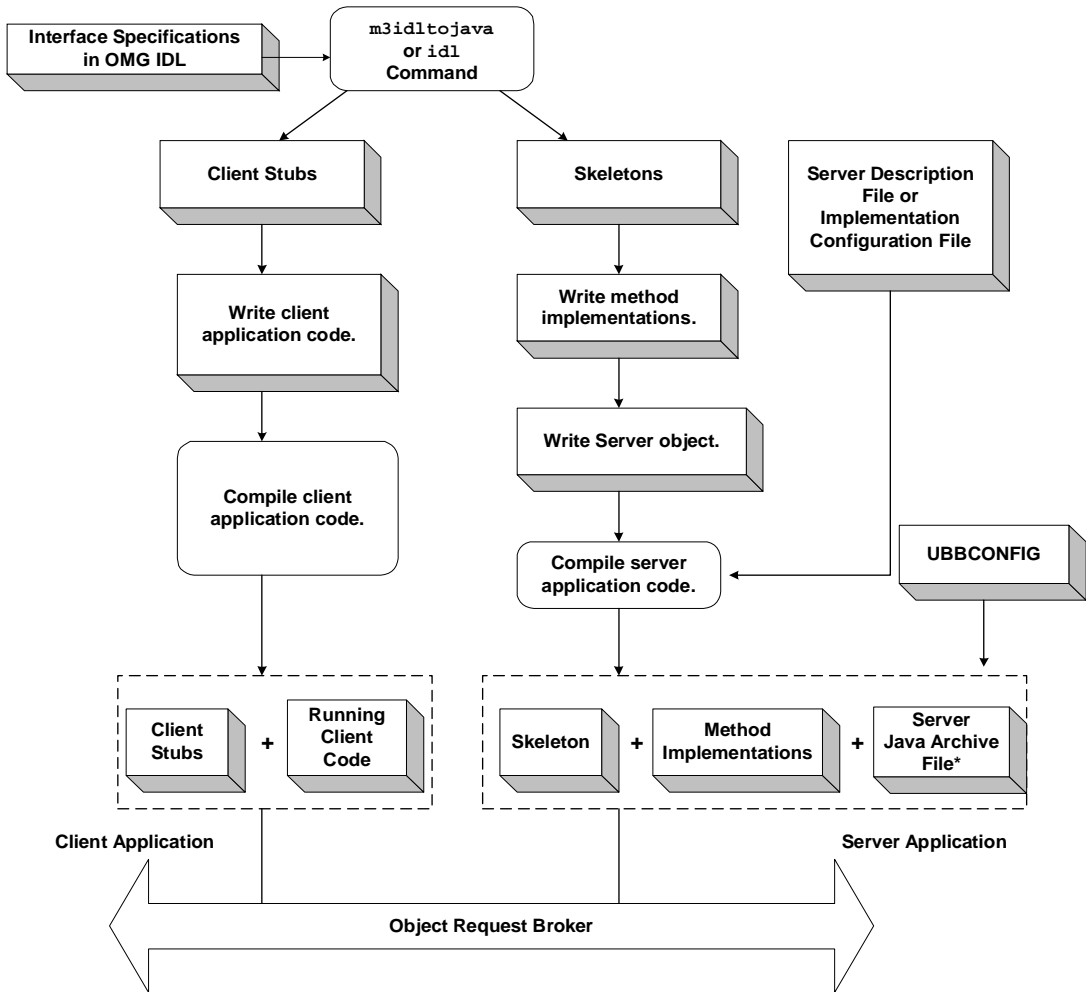 Interface Specifications
in OMG IDL
m3idltojava
or idl
Command
Client Stubs
Skeletons
Server Description
File or
Implementation
Configuration File
Write client
application code.
Write method
implementations.
Write Server object.
Compile client
application code.
Compile server
application code.
UBBCONFIG
Client
Stubs
+
Running
Client
Code
Skeleton
+
Method
Implementations
+
Server
Java Archive
File*
Client Application
Server Application
Object Request Broker